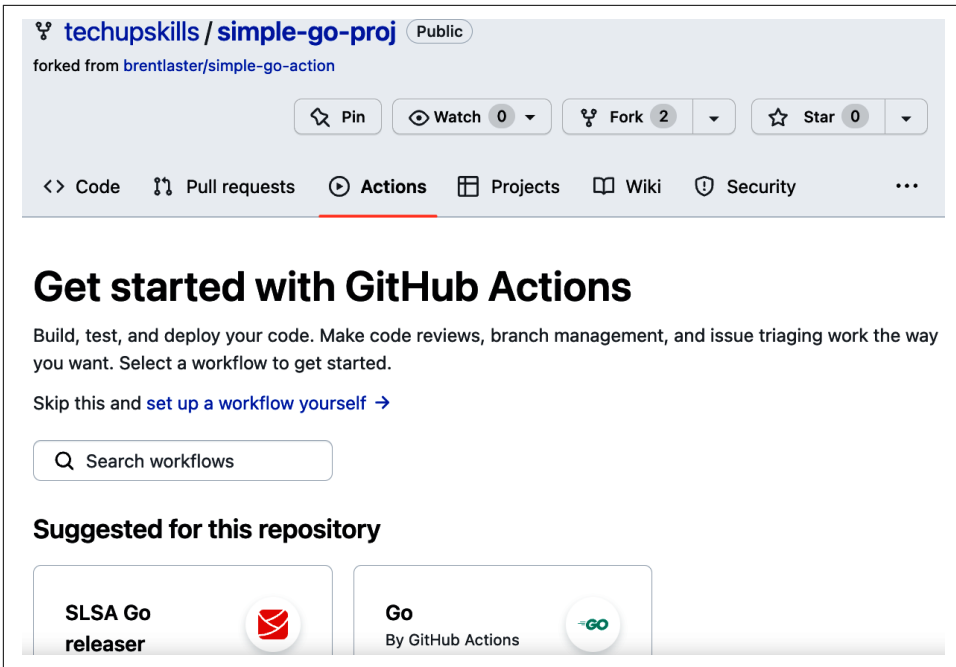 techupskills / simple-go-proj Public
forked from brentlaster/simple-go-action
Pin Watch 0 Fork 2 Star 0
<> Code Pull requests Actions Projects Wiki Security ...
Get started with GitHub Actions
Build, test, and deploy your code. Make code reviews, branch management, and issue triaging work the way
you want. Select a workflow to get started.
Skip this and set up a workflow yourself →
Search workflows
Suggested for this repository
SLSA Go
releaser
Go
By GitHub Actions
GO